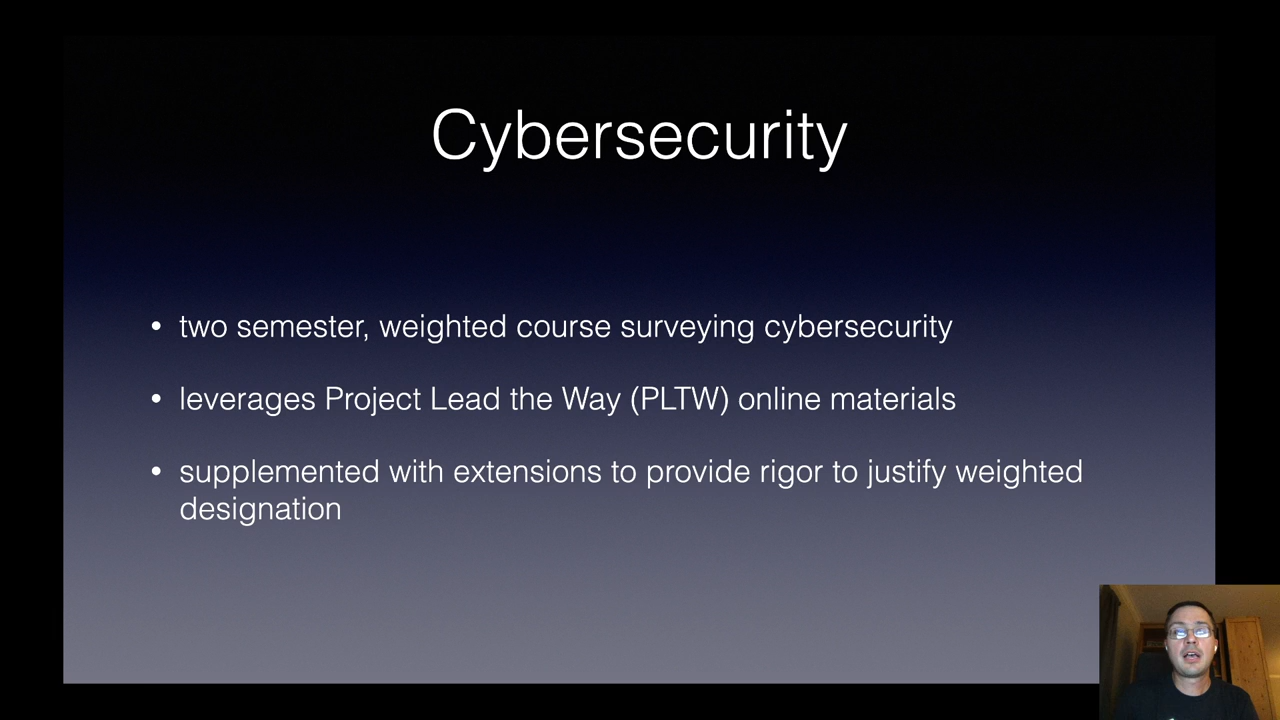 Cybersecurity
• two semester, weighted course surveying cybersecurity
• leverages Project Lead the Way (PLTW) online materials
• supplemented with extensions to provide rigor to justify weighted
designation